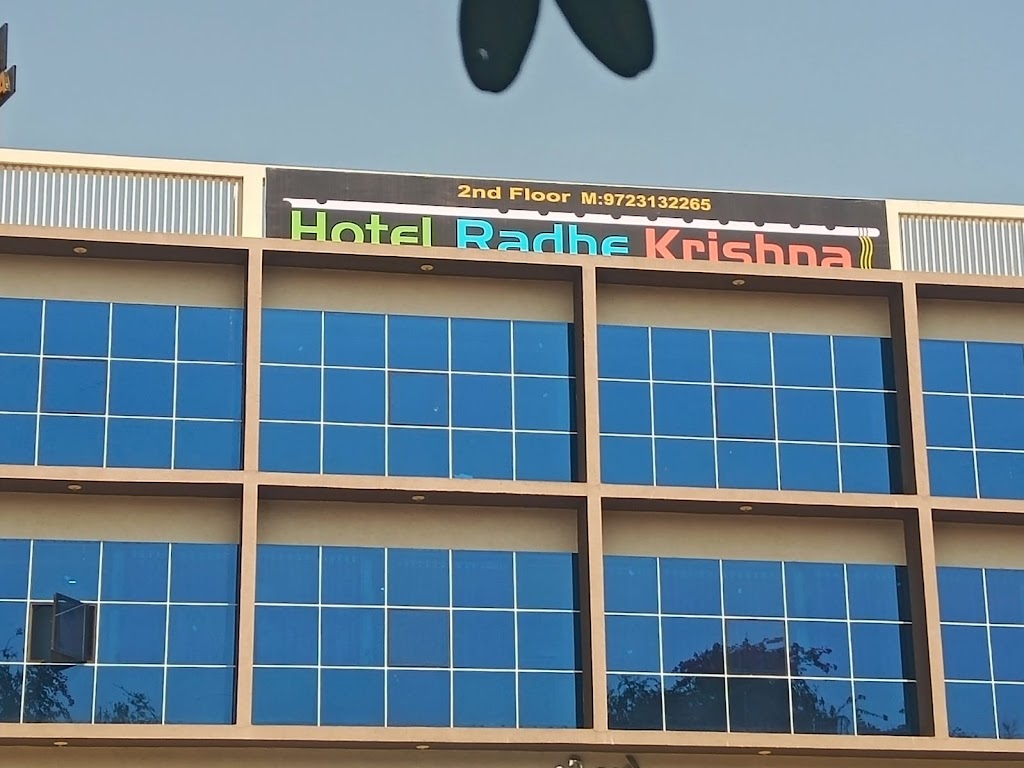 2nd Floor M:9723132265
Hotel Radhe Krishna